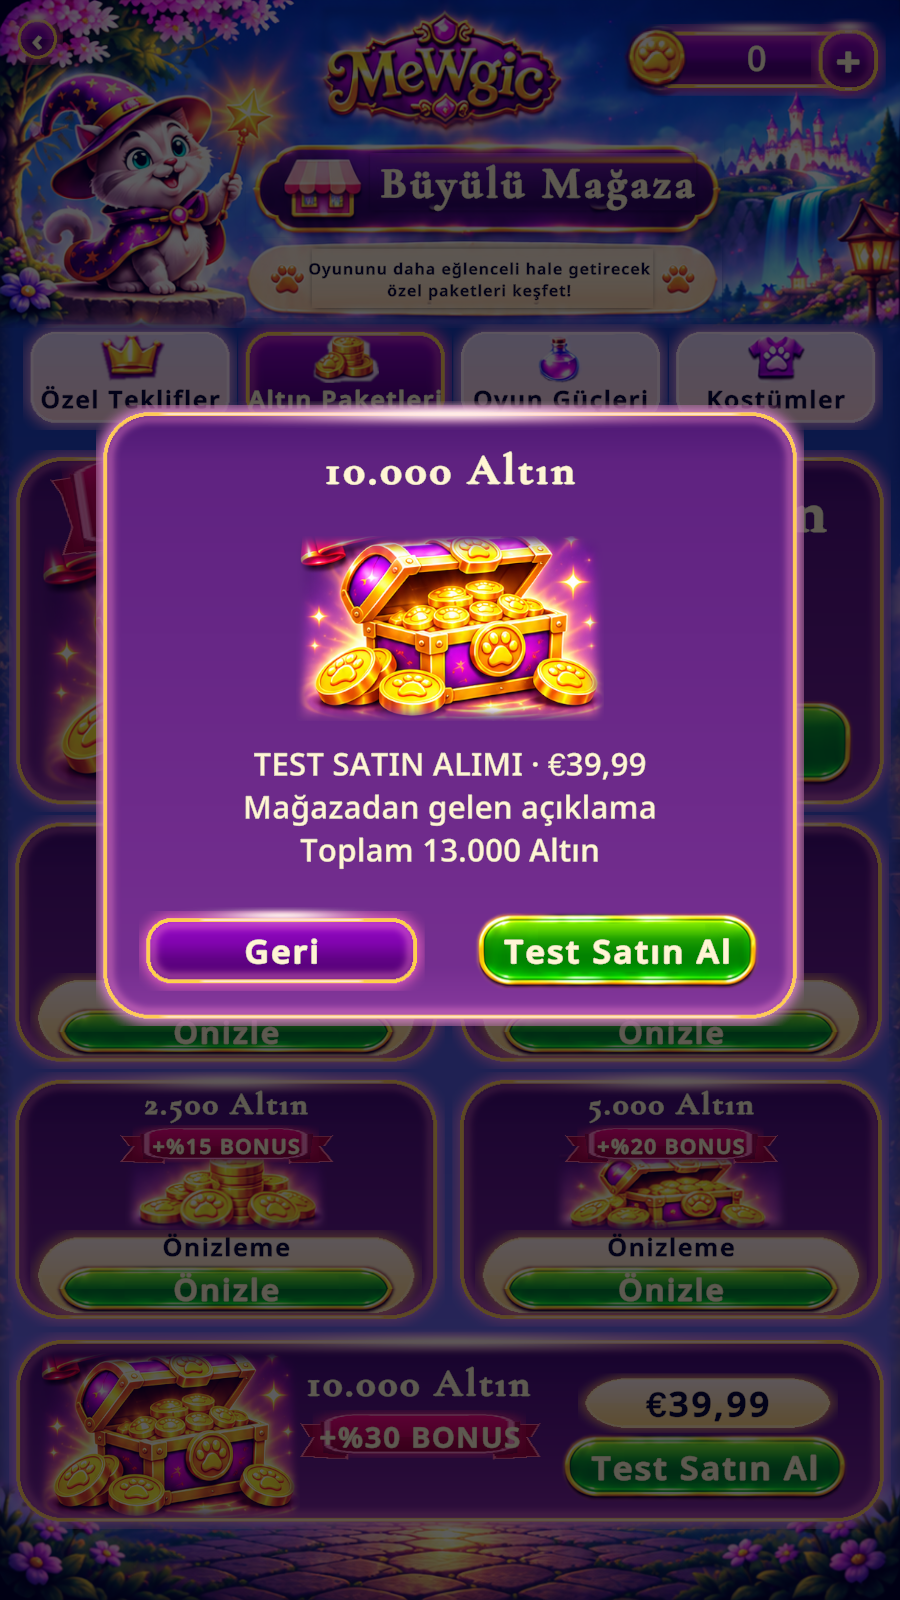 MeWgic
0
Büyülü Mağaza
Oyununu daha eğlenceli hale getirecek
özel paketleri keşfet!
Özel Teklifler
Altın Paketleri
Oyun Güçleri
Kostümler
n
10.000 Altın
TEST SATIN ALIMI · €39,99
Mağazadan gelen açıklama
Toplam 13.000 Altın
Geri
Test Satın Al
Önizle
Önizle
2.500 Altın
+%15 BONUS
Önizleme
Önizle
5.000 Altın
+%20 BONUS
Önizleme
Önizle
10.000 Altın
+%30 BONUS
€39,99
Test Satın Al